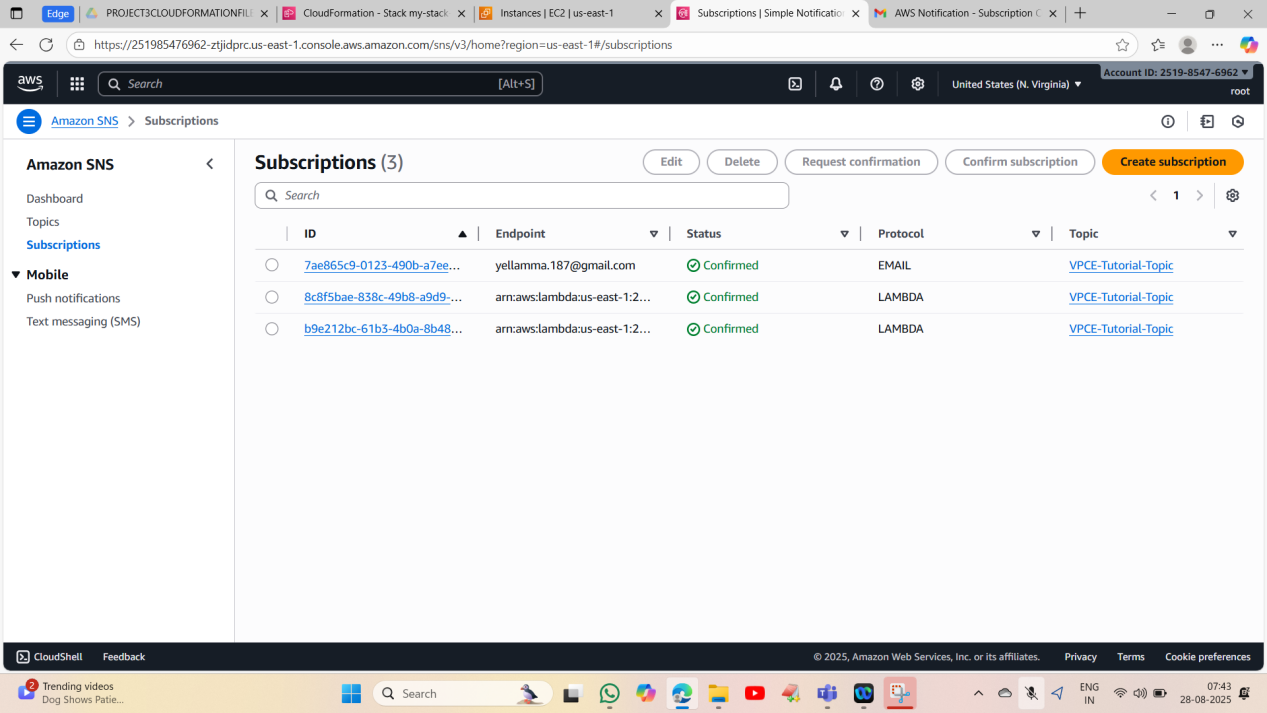 Edge
PROJECT3CLOUDFORMATIONFILE
CloudFormation - Stack my-stack
Instances | EC2 | us-east-1
Subscriptions | Simple Notification
AWS Notification - Subscription C
https://251985476962-ztjidprc.us-east-1.console.aws.amazon.com/sns/v3/home?region=us-east-1#/subscriptions
aws
Search
[Alt+S]
United States (N. Virginia)
Account ID: 2519-8547-6962
root
Amazon SNS
Subscriptions
Amazon SNS
Dashboard
Topics
Subscriptions
Mobile
Push notifications
Text messaging (SMS)
Subscriptions (3)
Edit
Delete
Request confirmation
Confirm subscription
Create subscription
Search
1
ID Endpoint Status Protocol Topic
7ae865c9-0123-490b-a7ee... yellamma.187@gmail.com Confirmed EMAIL VPCE-Tutorial-Topic
8c8f5bae-838c-49b8-a9d9-... arn:aws:lambda:us-east-1:2... Confirmed LAMBDA VPCE-Tutorial-Topic
b9e212bc-61b3-4b0a-8b48... arn:aws:lambda:us-east-1:2... Confirmed LAMBDA VPCE-Tutorial-Topic
CloudShell
Feedback
© 2025, Amazon Web Services, Inc. or its affiliates.
Privacy
Terms
Cookie preferences
2
Trending videos
Dog Shows Patie...
Search
ENG
IN
07:43
28-08-2025